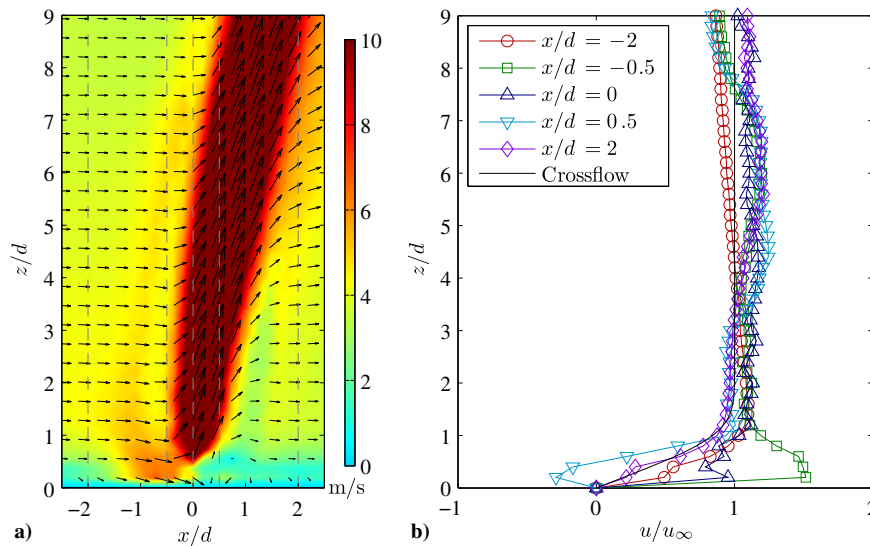 9
8
7
6
5
4
3
2
1
0
z/d
−2
−1
0
1
2
x/d
10
8
6
4
2
0
m/s
a)
9
8
7
6
5
4
3
2
1
0
z/d
x/d = −2
x/d = −0.5
x/d = 0
x/d = 0.5
x/d = 2
Crossflow
−1
0
1
2
u/u∞
b)